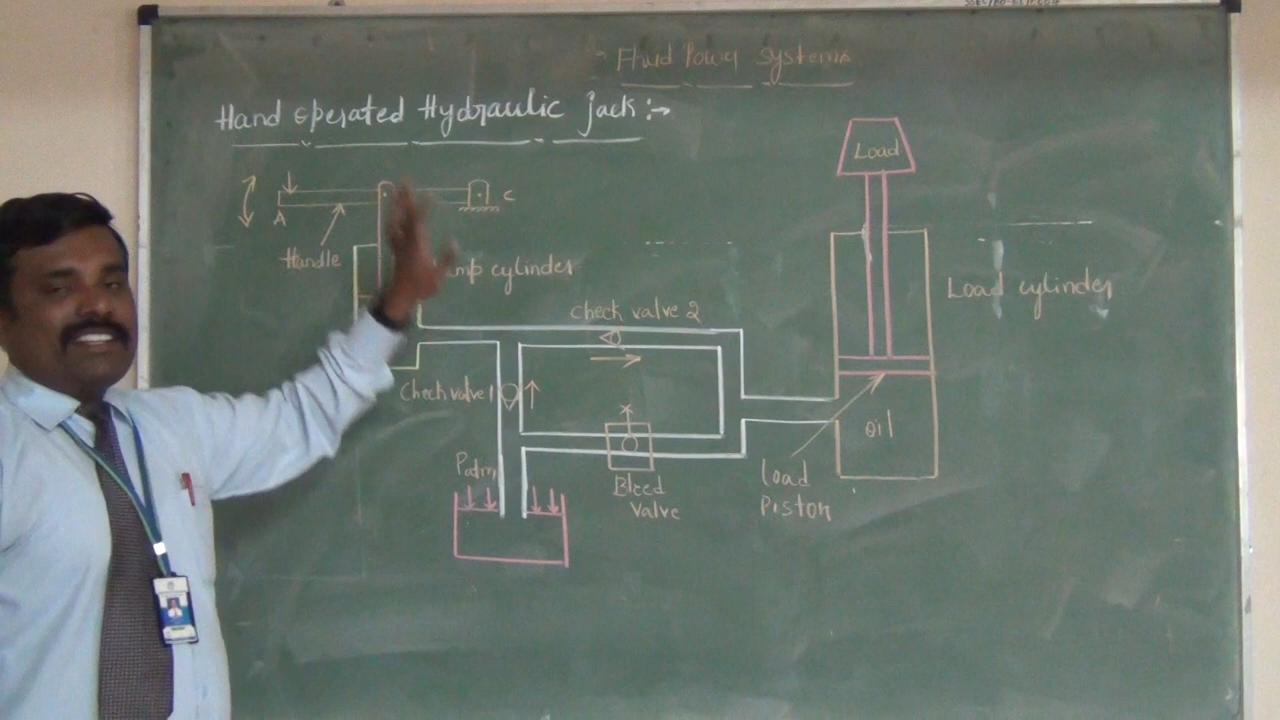 Fluid Power Systems
Hand operated Hydraulic jack:→
Load
A
C
Handle
mp cylinder
Load cylinder
check valve 2
Check valve 1
oil
Patm
Bleed
Valve
Load
Piston